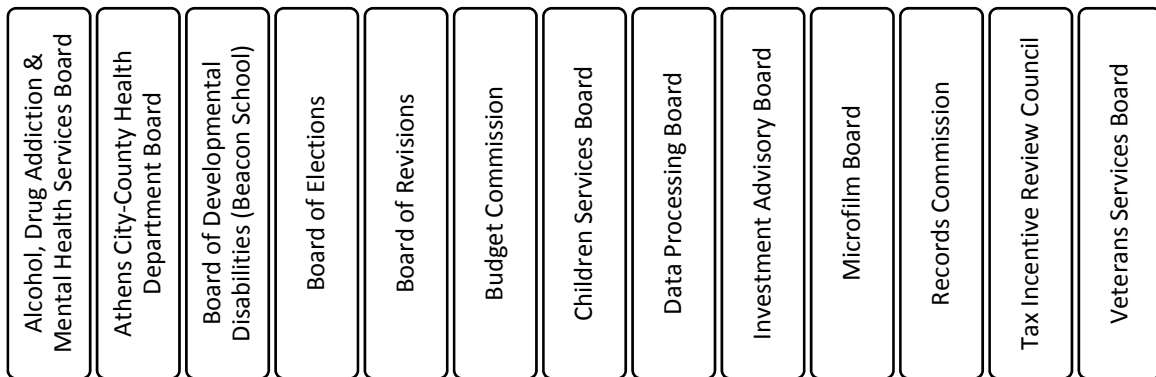 Alcohol, Drug Addiction &
Mental Health Services Board
Athens City-County Health
Department Board
Board of Developmental
Disabilities (Beacon School)
Board of Elections
Board of Revisions
Budget Commission
Children Services Board
Data Processing Board
Investment Advisory Board
Microfilm Board
Records Commission
Tax Incentive Review Council
Veterans Services Board